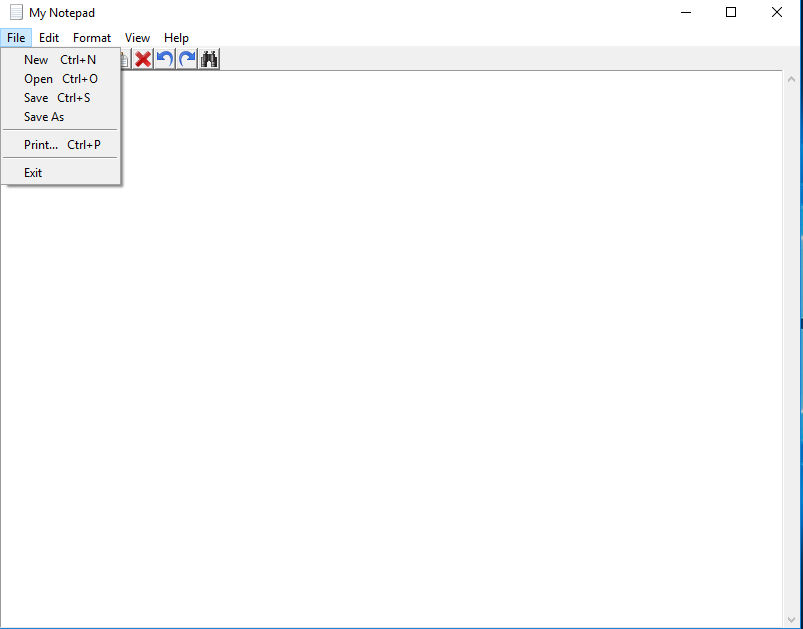 My Notepad
File Edit Format View Help
New Ctrl+N
Open Ctrl+O
Save Ctrl+S
Save As
Print... Ctrl+P
Exit